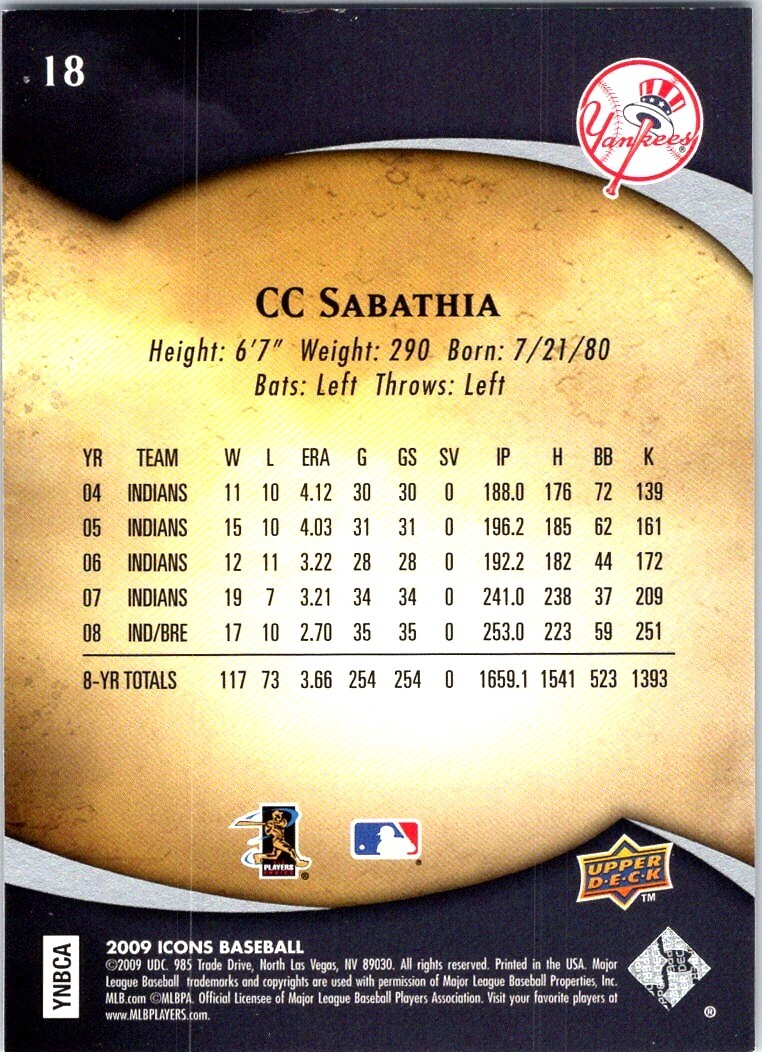 18
Yankees
CC SABATHIA
Height: 6'7" Weight: 290 Born: 7/21/80
Bats: Left Throws: Left
YR TEAM W L ERA G GS SV IP H BB K
04 INDIANS 11 10 4.12 30 30 0 188.0 176 72 139
05 INDIANS 15 10 4.03 31 31 0 196.2 185 62 161
06 INDIANS 12 11 3.22 28 28 0 192.2 182 44 172
07 INDIANS 19 7 3.21 34 34 0 241.0 238 37 209
08 IND/BRE 17 10 2.70 35 35 0 253.0 223 59 251
8-YR TOTALS 117 73 3.66 254 254 0 1659.1 1541 523 1393
PLAYERS
CHOICE
®
®
UPPER
D·E·C·K
TM
YNBCA
2009 ICONS BASEBALL
©2009 UDC. 985 Trade Drive, North Las Vegas, NV 89030. All rights reserved. Printed in the USA. Major
League Baseball trademarks and copyrights are used with permission of Major League Baseball Properties, Inc.
MLB.com ©MLBPA. Official Licensee of Major League Baseball Players Association. Visit your favorite players at
www.MLBPLAYERS.com.
®